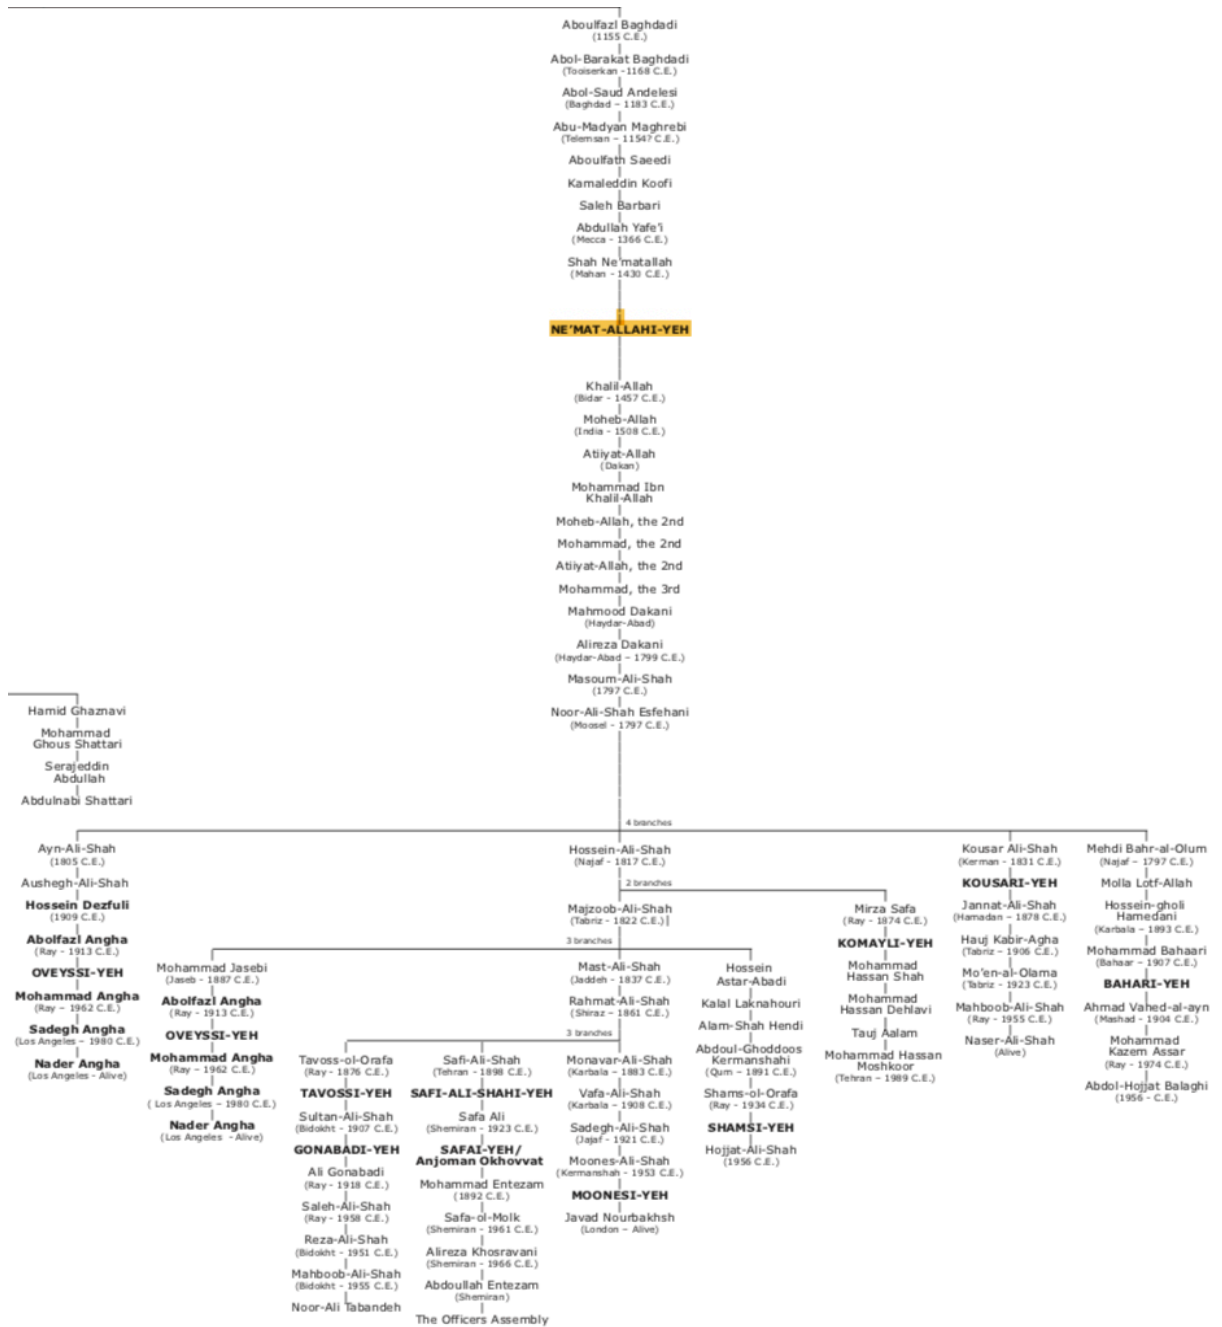 Aboulfazl Baghdadi
(1155 C.E.)
Abol-Barakat Baghdadi
(Tooiserkan -1168 C.E.)
Abol-Saud Andelesi
(Baghdad - 1183 C.E.)
Abu-Madyan Maghrebi
(Telemsan - 1154? C.E.)
Aboulfath Saeedi
Kamaleddin Koofi
Saleh Barbari
Abdullah Yafe'i
(Mecca - 1366 C.E.)
Shah Ne'matallah
(Mahan - 1430 C.E.)
NE'MAT-ALLAHI-YEH
Khalil-Allah
(Bidar - 1457 C.E.)
Moheb-Allah
(India - 1508 C.E.)
Atiiyat-Allah
(Dakan)
Mohammad Ibn
Khalil-Allah
Moheb-Allah, the 2nd
Mohammad, the 2nd
Atiiyat-Allah, the 2nd
Mohammad, the 3rd
Mahmood Dakani
(Haydar-Abad)
Alireza Dakani
(Haydar-Abad - 1799 C.E.)
Masoum-Ali-Shah
(1797 C.E.)
Noor-Ali-Shah Esfehani
(Moosel - 1797 C.E.)
Hamid Ghaznavi
Mohammad
Ghous Shattari
Serajeddin
Abdullah
Abdulnabi Shattari
4 branches
Ayn-Ali-Shah
(1805 C.E.)
Aushegh-Ali-Shah
Hossein Dezfuli
(1909 C.E.)
Abolfazl Angha
(Ray - 1913 C.E.)
OVEYSSI-YEH
Mohammad Angha
(Ray - 1962 C.E.)
Sadegh Angha
(Los Angeles - 1980 C.E.)
Nader Angha
(Los Angeles - Alive)
Hossein-Ali-Shah
(Najaf - 1817 C.E.)
2 branches
Majzoob-Ali-Shah
(Tabriz - 1822 C.E.)
3 branches
Mohammad Jasebi
(Jaseb - 1887 C.E.)
Abolfazl Angha
(Ray - 1913 C.E.)
OVEYSSI-YEH
Mohammad Angha
(Ray - 1962 C.E.)
Sadegh Angha
( Los Angeles - 1980 C.E.)
Nader Angha
(Los Angeles - Alive)
Mast-Ali-Shah
(Jaddeh - 1837 C.E.)
Rahmat-Ali-Shah
(Shiraz - 1861 C.E.)
3 branches
Tavoss-ol-Orafa
(Ray - 1876 C.E.)
TAVOSSI-YEH
Sultan-Ali-Shah
(Bidokht - 1907 C.E.)
GONABADI-YEH
Ali Gonabadi
(Ray - 1918 C.E.)
Saleh-Ali-Shah
(Ray - 1958 C.E.)
Reza-Ali-Shah
(Bidokht - 1951 C.E.)
Mahboob-Ali-Shah
(Bidokht - 1955 C.E.)
Noor-Ali Tabandeh
Safi-Ali-Shah
(Tehran - 1898 C.E.)
SAFI-ALI-SHAHI-YEH
Safa Ali
(Shemiran - 1923 C.E.)
SAFAI-YEH/
Anjoman Okhovvat
Mohammad Entezam
(1892 C.E.)
Safa-ol-Molk
(Shemiran - 1961 C.E.)
Alireza Khosravani
(Shemiran - 1966 C.E.)
Abdoullah Entezam
(Shemiran)
The Officers Assembly
Monavar-Ali-Shah
(Karbala - 1883 C.E.)
Vafa-Ali-Shah
(Karbala - 1908 C.E.)
Sadegh-Ali-Shah
(Jajaf - 1921 C.E.)
Moones-Ali-Shah
(Kermanshah - 1953 C.E.)
MOONESI-YEH
Javad Nourbakhsh
(London - Alive)
Hossein
Astar-Abadi
Kalal Laknahouri
Alam-Shah Hendi
Abdoul-Ghoddoos
Kermanshahi
(Qum - 1891 C.E.)
Shams-ol-Orafa
(Ray - 1934 C.E.)
SHAMSI-YEH
Hojjat-Ali-Shah
(1956 C.E.)
Mirza Safa
(Ray - 1874 C.E.)
KOMAYLI-YEH
Mohammad
Hassan Shah
Mohammad
Hassan Dehlavi
Tauj Aalam
Mohammad Hassan
Moshkoor
(Tehran - 1989 C.E.)
Kousar Ali-Shah
(Kerman - 1831 C.E.)
KOUSARI-YEH
Jannat-Ali-Shah
(Hamadan - 1878 C.E.)
Hauj Kabir-Agha
(Tabriz - 1906 C.E.)
Mo'en-al-Olama
(Tabriz - 1923 C.E.)
Mahboob-Ali-Shah
(Ray - 1955 C.E.)
Naser-Ali-Shah
(Alive)
Mehdi Bahr-al-Olum
(Najaf - 1797 C.E.)
Molla Lotf-Allah
Hossein-gholi
Hamedani
(Karbala - 1893 C.E.)
Mohammad Bahaari
(Bahaar - 1907 C.E.)
BAHARI-YEH
Ahmad Vahed-al-ayn
(Mashad - 1904 C.E.)
Mohammad
Kazem Assar
(Ray - 1974 C.E.)
Abdol-Hojjat Balaghi
(1956 - C.E.)